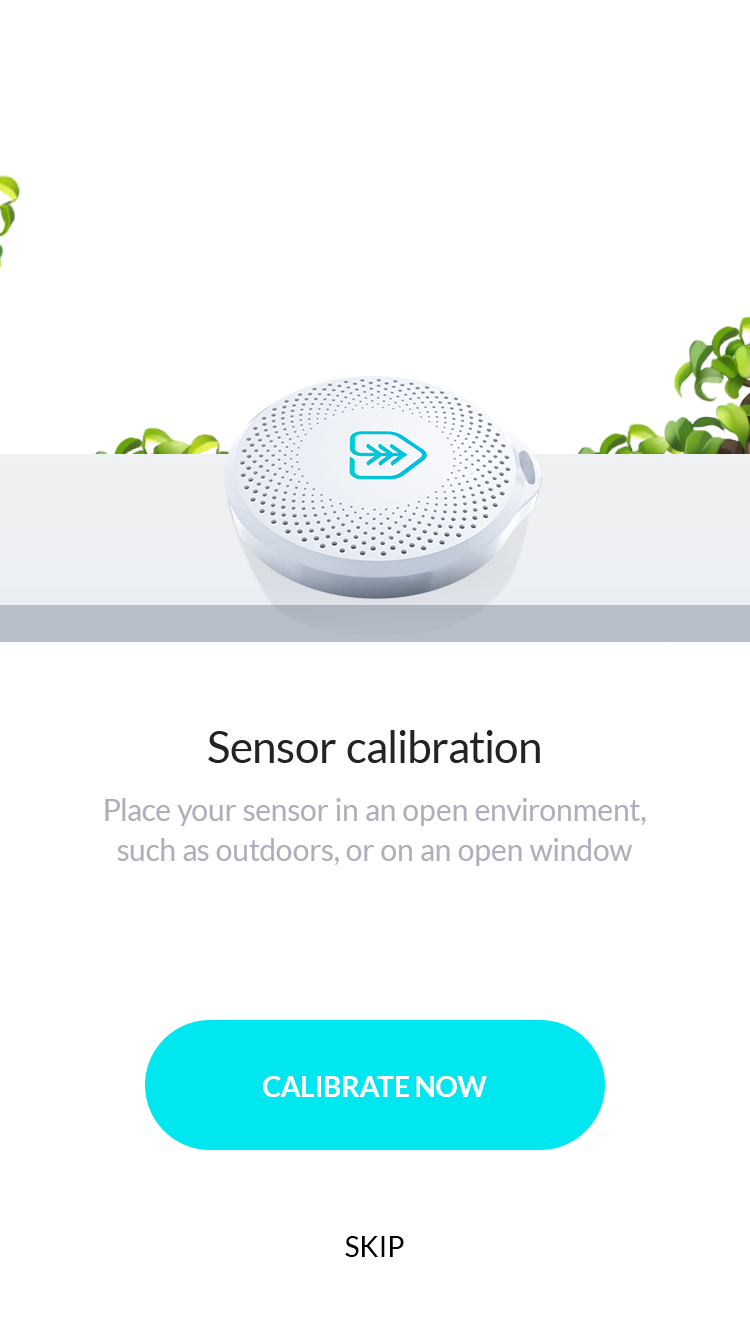 Sensor calibration
Place your sensor in an open environment,
such as outdoors, or on an open window
CALIBRATE NOW
SKIP